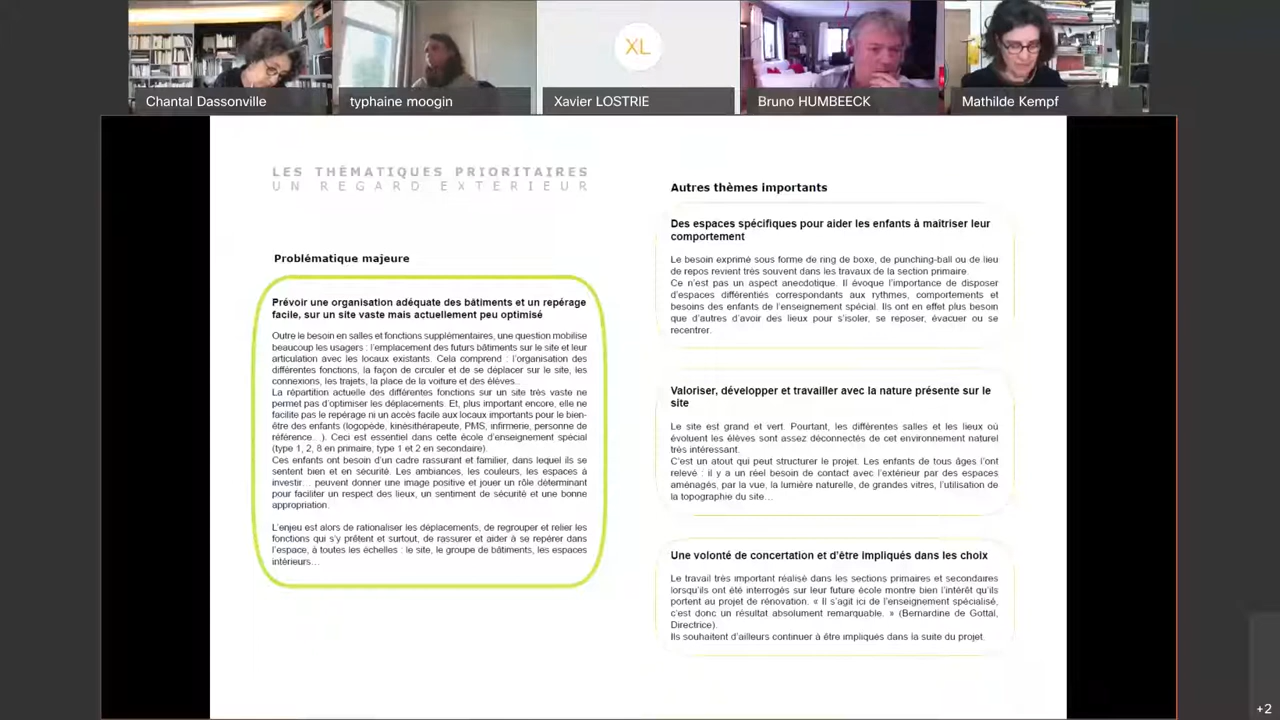 XL
Chantal Dassonville
typhaine moogin
Xavier LOSTRIE
Bruno HUMBEECK
Mathilde Kempf
LES THÉMATIQUES PRIORITAIRES
UN REGARD EXTERIEUR
Problématique majeure
Prévoir une organisation adéquate des bâtiments et un repérage
facile, sur un site vaste mais actuellement peu optimisé
Outre le besoin en salles et fonctions supplémentaires, une question mobilise
beaucoup les usagers : l'emplacement des futurs bâtiments sur le site et leur
articulation avec les locaux existants. Cela comprend : l'organisation des
différentes fonctions, la façon de circuler et de se déplacer sur le site, les
connexions, les trajets, la place de la voiture et des élèves...
La répartition actuelle des différentes fonctions sur un site très vaste ne
permet pas d'optimiser les déplacements. Et, plus important encore, elle ne
facilite pas le repérage ni un accès facile aux locaux importants pour le bien-
être des enfants (logopède, kinésithérapeute, PMS, infirmerie, personne de
référence...). Ceci est essentiel dans cette école d'enseignement spécial
(type 1, 2, 8 en primaire, type 1 et 2 en secondaire).
Ces enfants ont besoin d'un cadre rassurant et familier, dans lequel ils se
sentent bien et en sécurité. Les ambiances, les couleurs, les espaces à
investir... peuvent donner une image positive et jouer un rôle déterminant
pour faciliter un respect des lieux, un sentiment de sécurité et une bonne
appropriation.
L'enjeu est alors de rationaliser les déplacements, de regrouper et relier les
fonctions qui s'y prêtent et surtout, de rassurer et aider à se repérer dans
l'espace, à toutes les échelles : le site, le groupe de bâtiments, les espaces
intérieurs...
Autres thèmes importants
Des espaces spécifiques pour aider les enfants à maîtriser leur
comportement
Le besoin exprimé sous forme de ring de boxe, de punching-ball ou de lieu
de repos revient très souvent dans les travaux de la section primaire.
Ce n'est pas un aspect anecdotique. Il évoque l'importance de disposer
d'espaces différentiés correspondant aux rythmes, comportements et
besoins des enfants de l'enseignement spécial. Ils ont en effet plus besoin
que d'autres d'avoir des lieux pour s'isoler, se reposer, évacuer ou se
recentrer.
Valoriser, développer et travailler avec la nature présente sur le
site
Le site est grand et vert. Pourtant, les différentes salles et les lieux où
évoluent les élèves sont assez déconnectés de cet environnement naturel
très intéressant.
C'est un atout qui peut structurer le projet. Les enfants de tous âges l'ont
relevé : il y a un réel besoin de contact avec l'extérieur par des espaces
aménagés, par la vue, la lumière naturelle, de grandes vitres, l'utilisation de
la topographie du site...
Une volonté de concertation et d'être impliqués dans les choix
Le travail très important réalisé dans les sections primaires et secondaires
lorsqu'ils ont été interrogés sur leur future école montre bien l'intérêt qu'ils
portent au projet de rénovation. « Il s'agit ici de l'enseignement spécialisé,
c'est donc un résultat absolument remarquable. » (Bernardine de Gottal,
Directrice).
Ils souhaitent d'ailleurs continuer à être impliqués dans la suite du projet.
+2